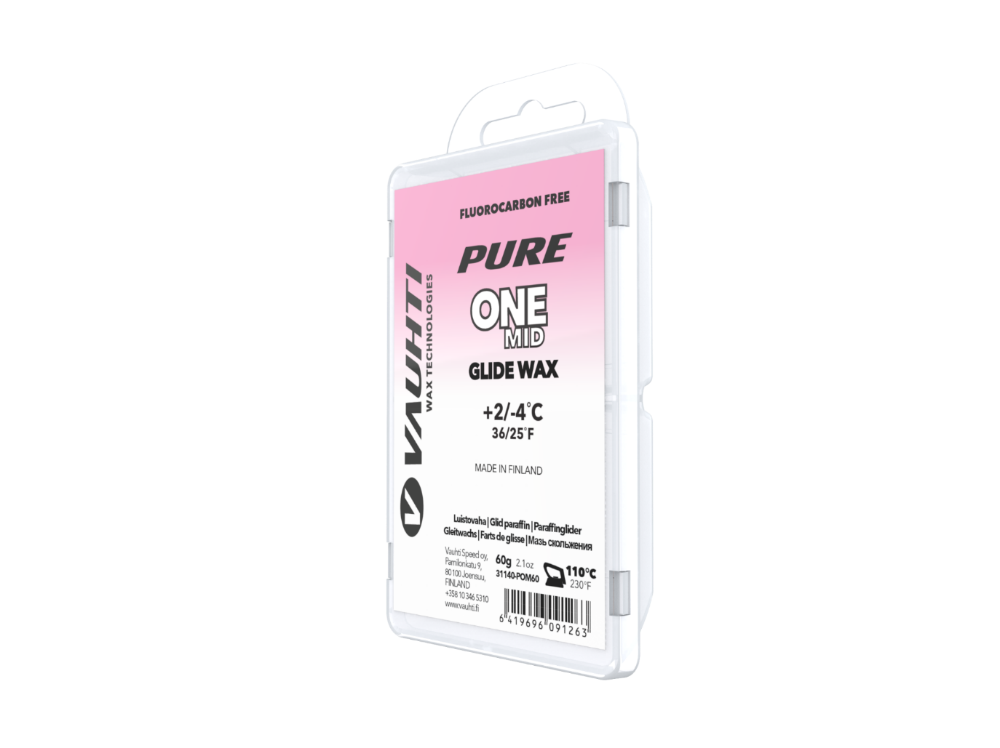 FLUOROCARBON FREE
PURE
ONE
MID
GLIDE WAX
+2/-4°C
36/25°F
MADE IN FINLAND
VAUHTI
WAX TECHNOLOGIES
V
Luistovaha | Glid paraffin | Paraffinglider
Gleitwachs | Farts de glisse | Мазь скольжения
Vauhti Speed oy,
Pamilonkatu 9,
80100 Joensuu,
FINLAND
+358 10 346 5310
www.vauhti.fi
60g 2.1oz
31140-POM60
110°C
230°F
6 419696 091263